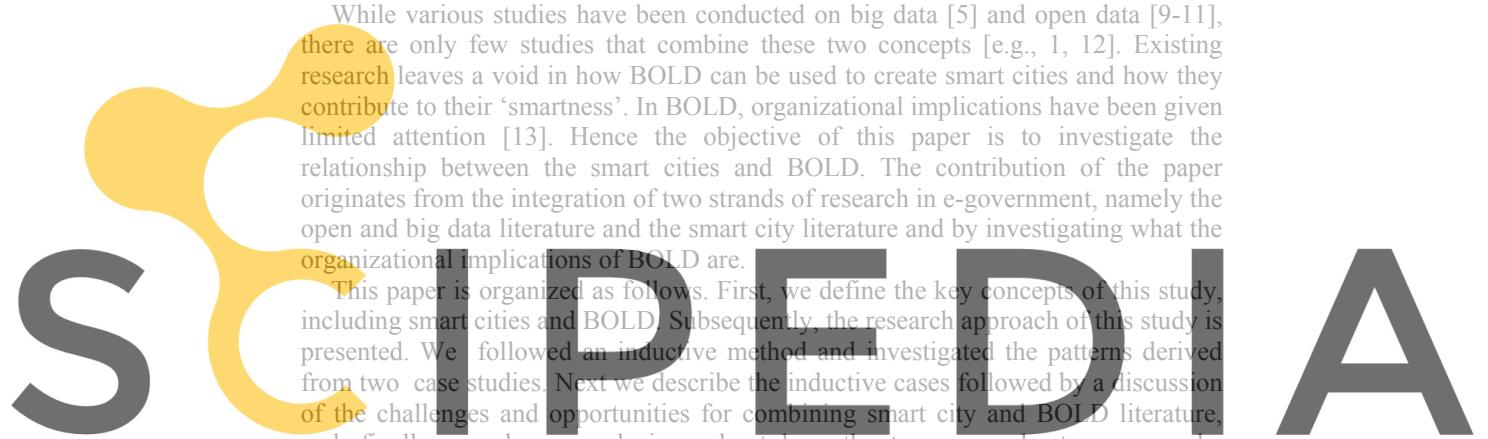 While various studies have been conducted on big data [5] and open data [9-11],
there are only few studies that combine these two concepts [e.g., 1, 12]. Existing
research leaves a void in how BOLD can be used to create smart cities and how they
contribute to their ‘smartness’. In BOLD, organizational implications have been given
limited attention [13]. Hence the objective of this paper is to investigate the
relationship between the smart cities and BOLD. The contribution of the paper
originates from the integration of two strands of research in e-government, namely the
open and big data literature and the smart city literature and by investigating what the
organizational implications of BOLD are.
This paper is organized as follows. First, we define the key concepts of this study,
including smart cities and BOLD. Subsequently, the research approach of this study is
presented. We followed an inductive method and investigated the patterns derived
from two case studies. Next we describe the inductive cases followed by a discussion
of the challenges and opportunities for combining smart city and BOLD literature,
SCIPEDIA